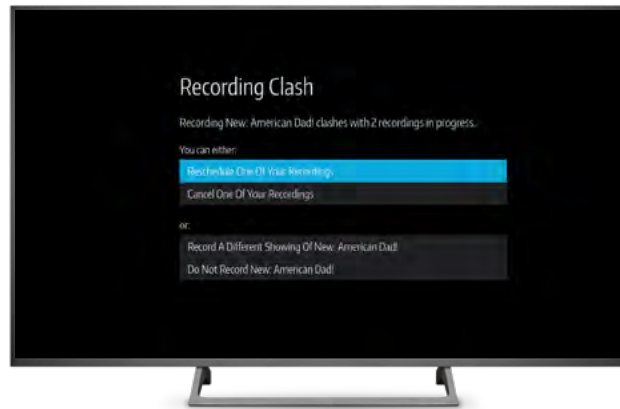 Recording Clash
Recording New: American Dad! clashes with 2 recordings in progress.
You can either:
Reschedule One Of Your Recordings
Cancel One Of Your Recordings
or:
Record A Different Showing Of New: American Dad!
Do Not Record New: American Dad!